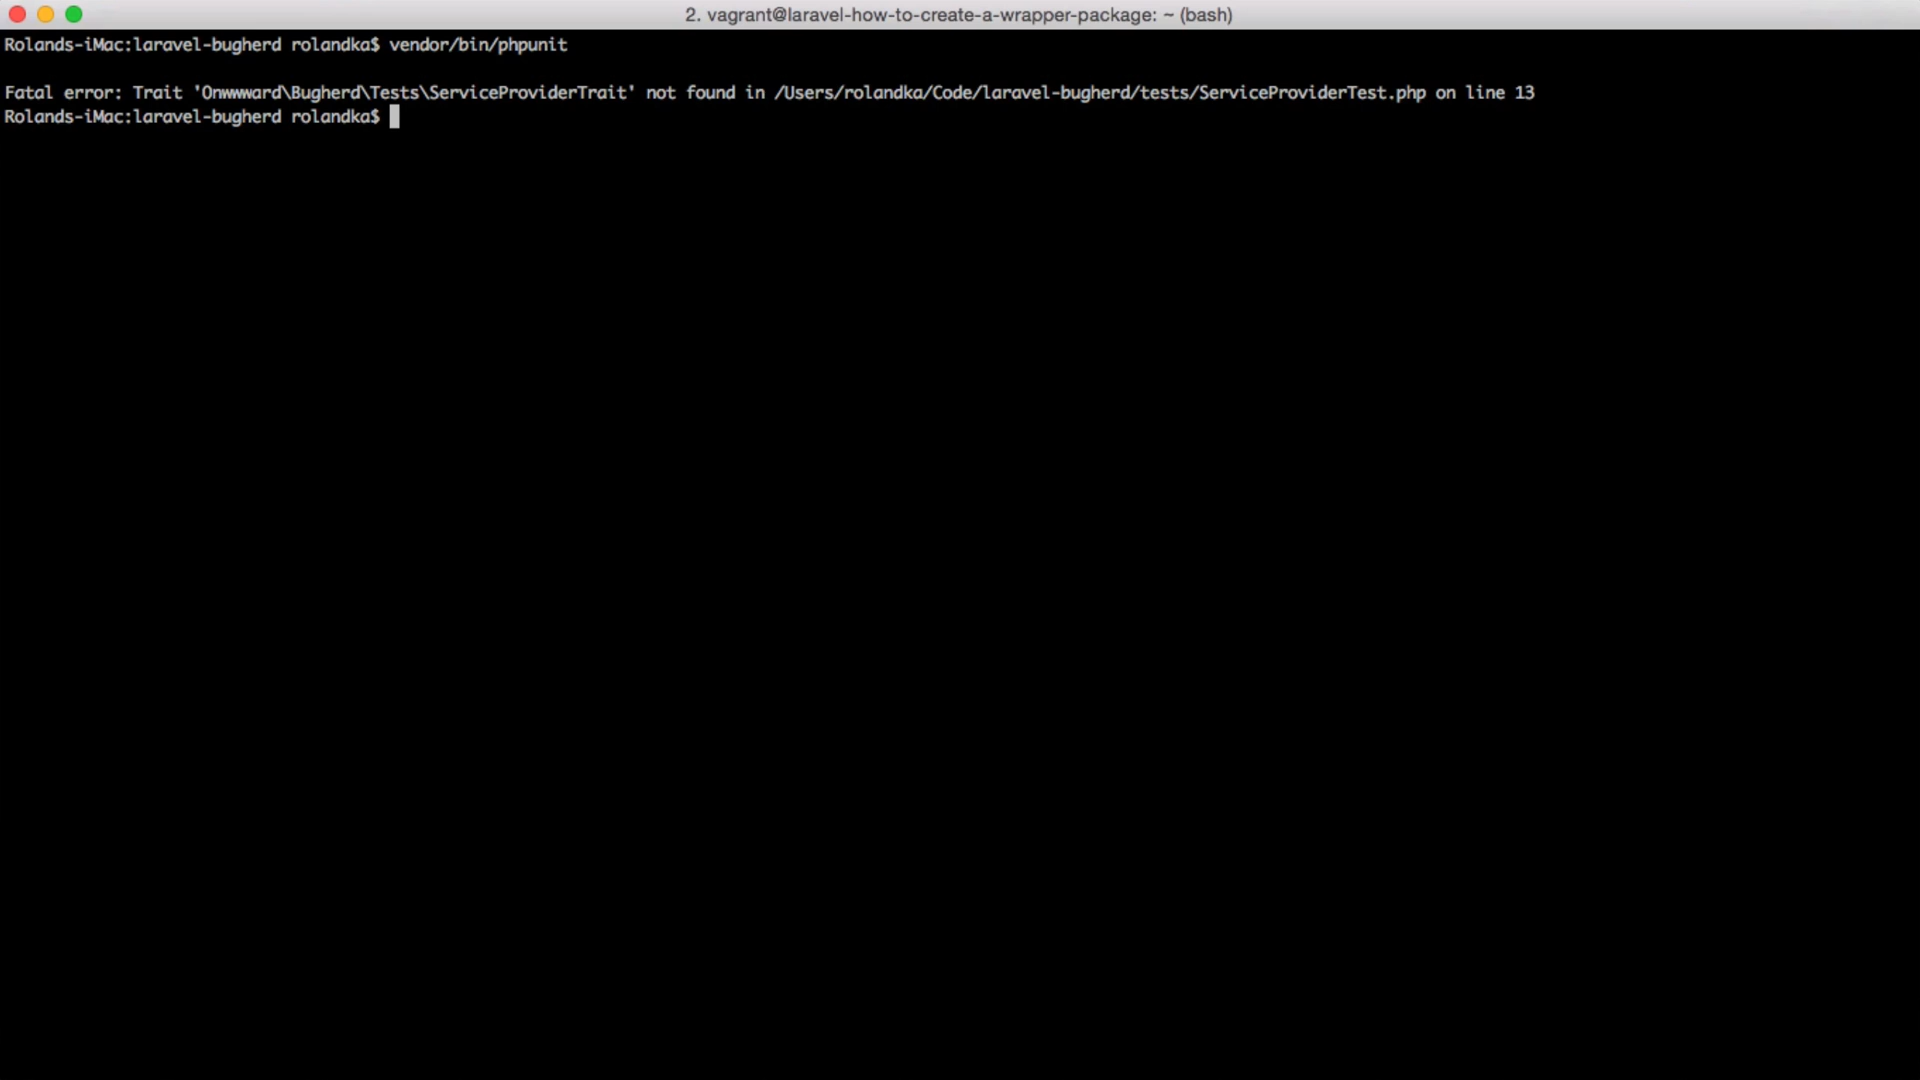 2. vagrant@laravel-how-to-create-a-wrapper-package: ~ (bash)
Rolands-iMac:laravel-bugherd rolandka$ vendor/bin/phpunit
Fatal error: Trait 'Onwwward\Bugherd\Tests\ServiceProviderTrait' not found in /Users/rolandka/Code/laravel-bugherd/tests/ServiceProviderTest.php on line 13
Rolands-iMac:laravel-bugherd rolandka$